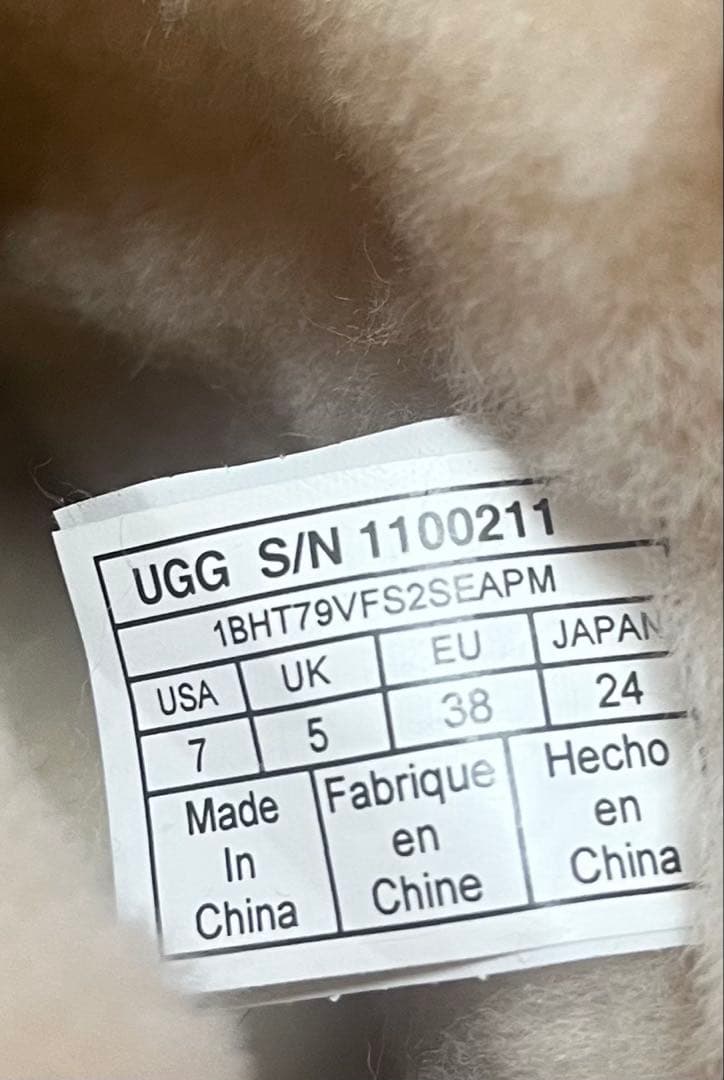 UGG S/N 1100211
1BHT79VFS2SEAPM
USA UK EU JAPAN
7 5 38 24
Made In China
Fabrique en Chine
Hecho en China